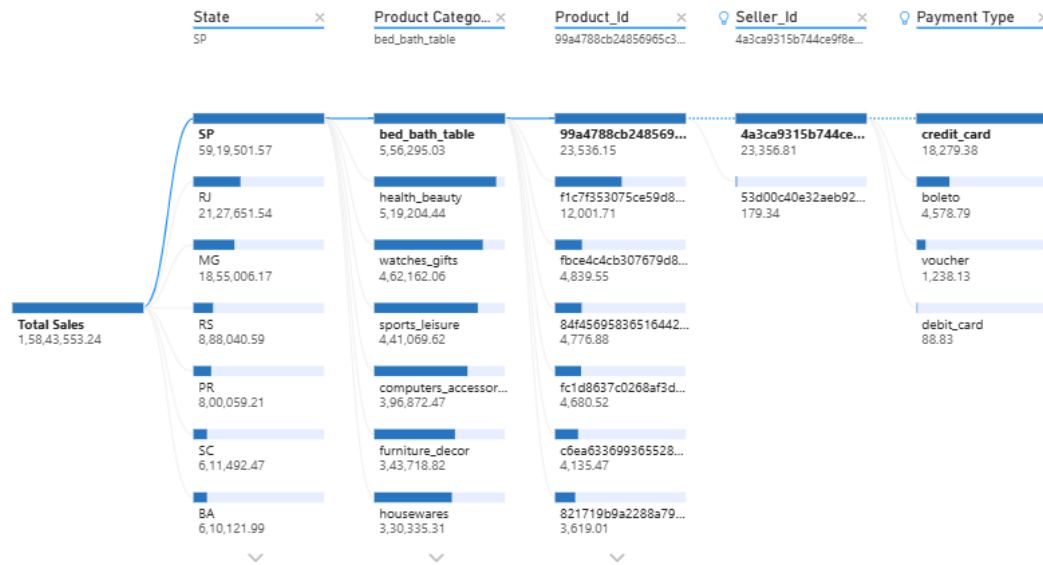 State
SP
Product Catego...
bed_bath_table
Product_Id
99a4788cb24856965c3...
Seller_Id
4a3ca9315b744ce9f8e...
Payment Type
Total Sales
1,58,43,553.24
SP
59,19,501.57
RJ
21,27,651.54
MG
18,55,006.17
RS
8,88,040.59
PR
8,00,059.21
SC
6,11,492.47
BA
6,10,121.99
bed_bath_table
5,56,295.03
health_beauty
5,19,204.44
watches_gifts
4,62,162.06
sports_leisure
4,41,069.62
computers_accessor...
3,96,872.47
furniture_decor
3,43,718.82
housewares
3,30,335.31
99a4788cb248569...
23,536.15
f1c7f353075ce59d8...
12,001.71
fbce4c4cb307679d8...
4,839.55
84f45695836516442...
4,776.88
fc1d8637c0268af3d...
4,680.52
c6ea633699365528...
4,135.47
821719b9a2288a79...
3,619.01
4a3ca9315b744ce...
23,356.81
53d00c40e32aeb92...
179.34
credit_card
18,279.38
boleto
4,578.79
voucher
1,238.13
debit_card
88.83